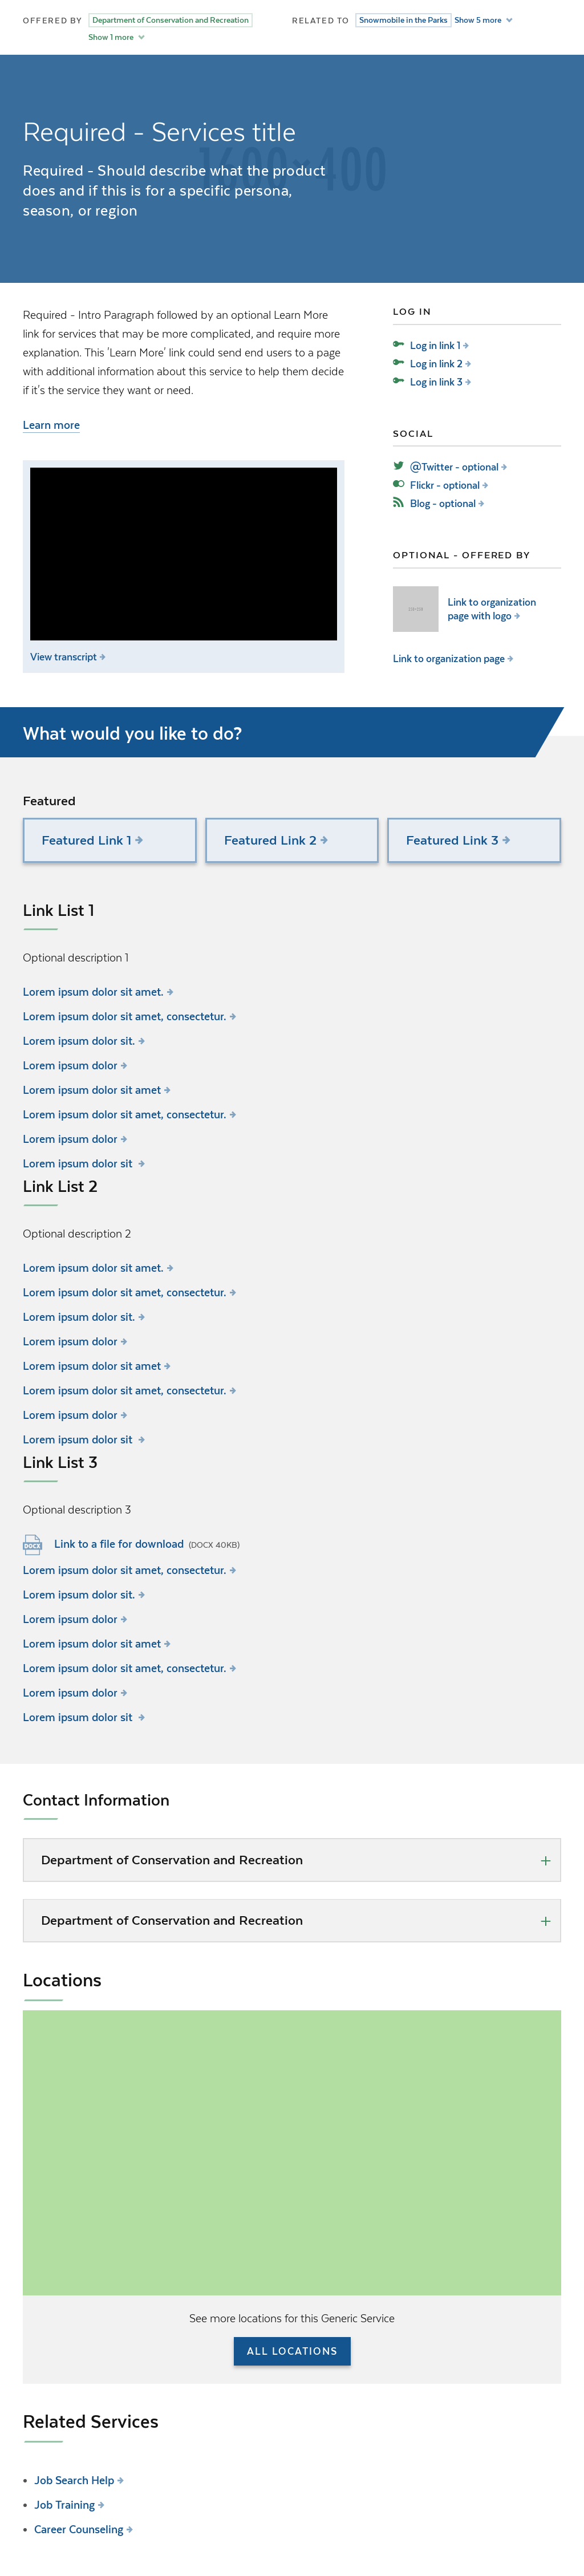 OFFERED BY Department of Conservation and Recreation
Show 1 more
RELATED TO Snowmobile in the Parks Show 5 more
1600x400
Required - Services title
Required - Should describe what the product
does and if this is for a specific persona,
season, or region
Required - Intro Paragraph followed by an optional Learn More
link for services that may be more complicated, and require more
explanation. This 'Learn More' link could send end users to a page
with additional information about this service to help them decide
if it's the service they want or need.
Learn more
View transcript
LOG IN
Log in link 1
Log in link 2
Log in link 3
SOCIAL
@Twitter - optional
Flickr - optional
Blog - optional
OPTIONAL - OFFERED BY
Link to organization
page with logo
Link to organization page
What would you like to do?
Featured
Featured Link 1
Featured Link 2
Featured Link 3
Link List 1
Optional description 1
Lorem ipsum dolor sit amet.
Lorem ipsum dolor sit amet, consectetur.
Lorem ipsum dolor sit.
Lorem ipsum dolor
Lorem ipsum dolor sit amet
Lorem ipsum dolor sit amet, consectetur.
Lorem ipsum dolor
Lorem ipsum dolor sit
Link List 2
Optional description 2
Lorem ipsum dolor sit amet.
Lorem ipsum dolor sit amet, consectetur.
Lorem ipsum dolor sit.
Lorem ipsum dolor
Lorem ipsum dolor sit amet
Lorem ipsum dolor sit amet, consectetur.
Lorem ipsum dolor
Lorem ipsum dolor sit
Link List 3
Optional description 3
DOCX Link to a file for download (DOCX 40KB)
Lorem ipsum dolor sit amet, consectetur.
Lorem ipsum dolor sit.
Lorem ipsum dolor
Lorem ipsum dolor sit amet
Lorem ipsum dolor sit amet, consectetur.
Lorem ipsum dolor
Lorem ipsum dolor sit
Contact Information
Department of Conservation and Recreation
Department of Conservation and Recreation
Locations
See more locations for this Generic Service
ALL LOCATIONS
Related Services
Job Search Help
Job Training
Career Counseling